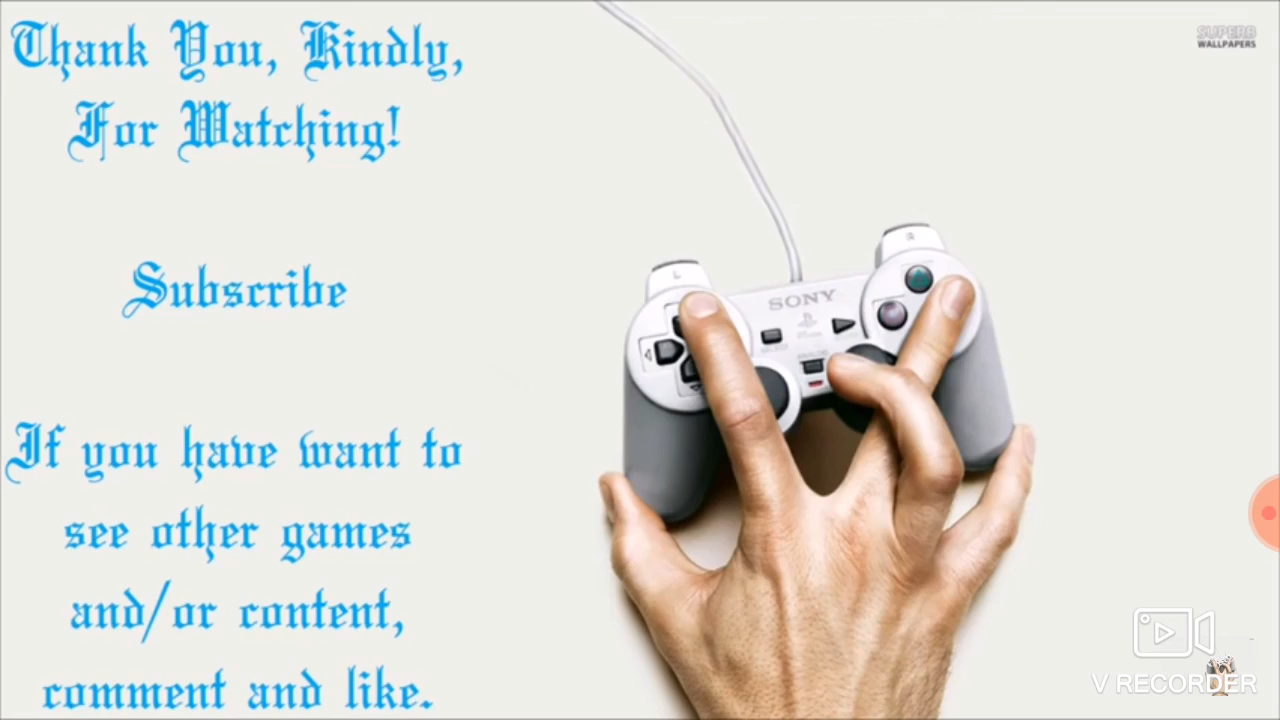 Thank You, Kindly,
For Watching!
Subscribe
If you have want to
see other games
and/or content,
comment and like.
SUPERB
WALLPAPERS
L
R
SONY
V RECORDER